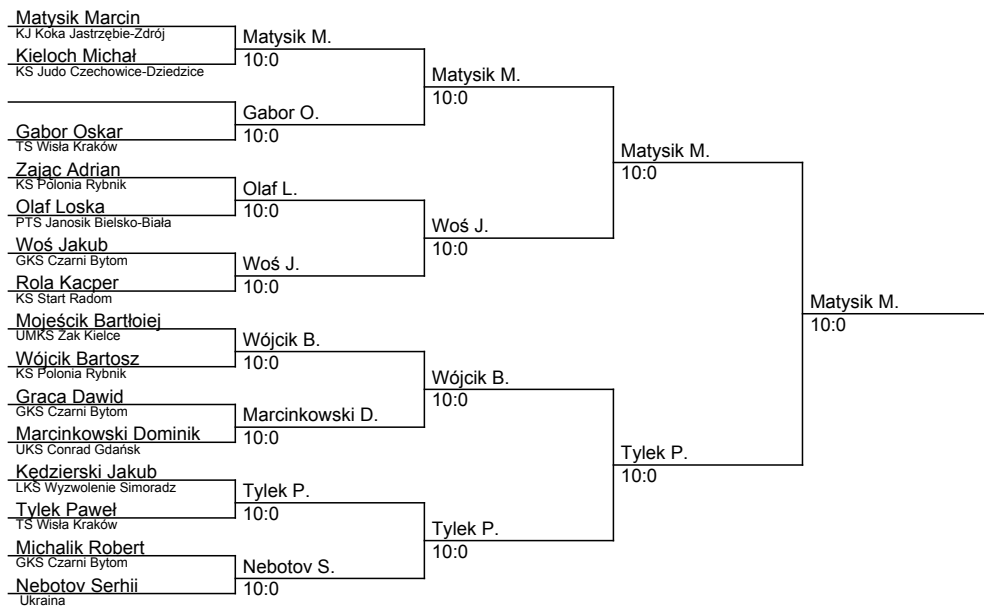 Matysik Marcin
KJ Koka Jastrzębie-Zdrój
Kieloch Michał
KS Judo Czechowice-Dziedzice
Gabor Oskar
TS Wisła Kraków
Zając Adrian
KS Polonia Rybnik
Olaf Loska
PTS Janosik Bielsko-Biała
Woś Jakub
GKS Czarni Bytom
Rola Kacper
KS Start Radom
Mojeścik Bartłoiej
UMKS Żak Kielce
Wójcik Bartosz
KS Polonia Rybnik
Graca Dawid
GKS Czarni Bytom
Marcinkowski Dominik
UKS Conrad Gdańsk
Kędzierski Jakub
LKS Wyzwolenie Simoradz
Tylek Paweł
TS Wisła Kraków
Michalik Robert
GKS Czarni Bytom
Nebotov Serhii
Ukraina
Matysik M.
10:0
Gabor O.
10:0
Olaf L.
10:0
Woś J.
10:0
Wójcik B.
10:0
Marcinkowski D.
10:0
Tylek P.
10:0
Nebotov S.
10:0
Matysik M.
10:0
Woś J.
10:0
Wójcik B.
10:0
Tylek P.
10:0
Matysik M.
10:0
Tylek P.
10:0
Matysik M.
10:0